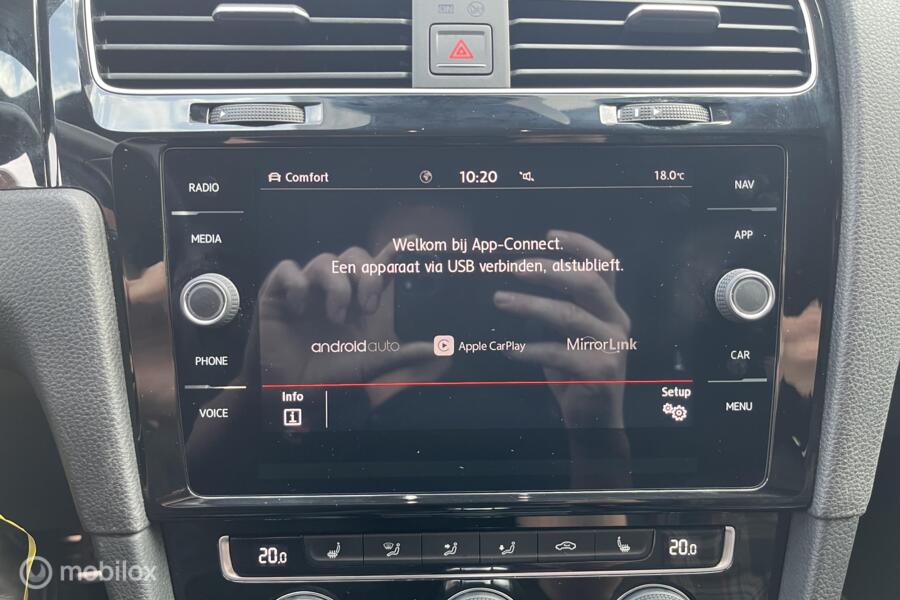 RADIO
MEDIA
PHONE
VOICE
Comfort
10:20
18.0°C
Welkom bij App-Connect.
Een apparaat via USB verbinden, alstublieft.
androidauto
Apple CarPlay
MirrorLink
Info
i
Setup
NAV
APP
CAR
MENU
20.0
20.0
mobilox